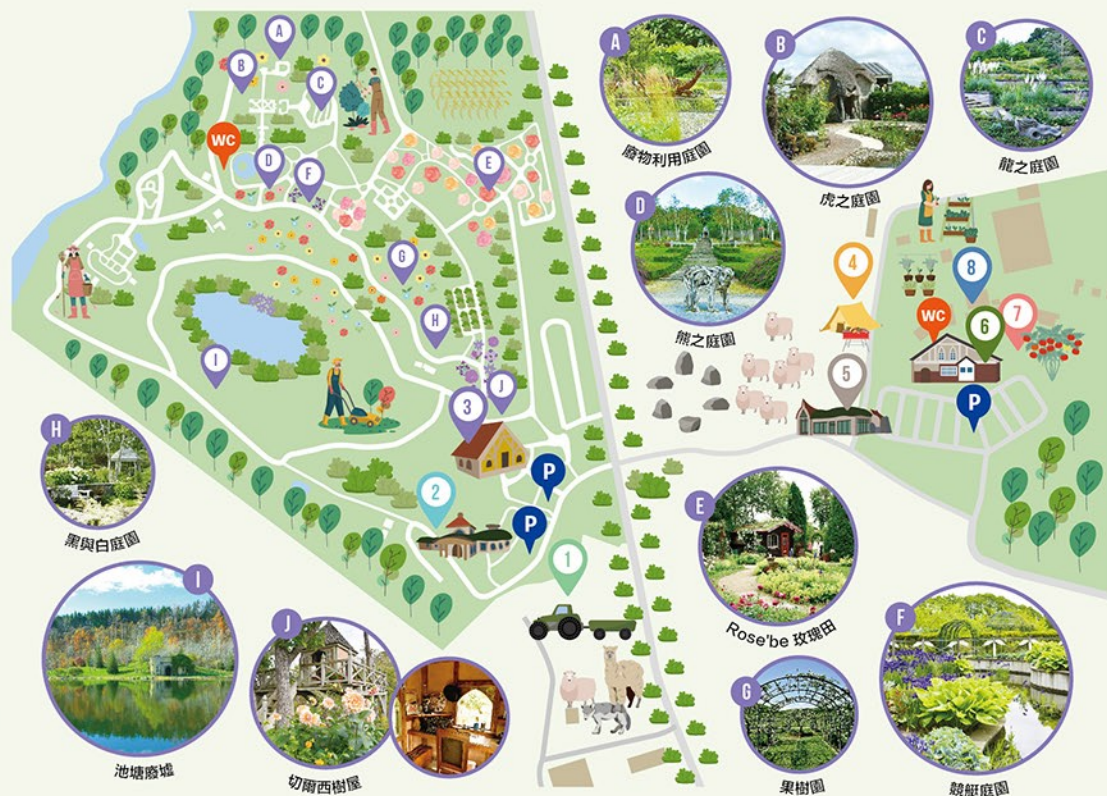 A
B
C
WC
D
F
E
G
H
I
J
3
2
P
P
1
A
廢物利用庭園
B
虎之庭園
C
龍之庭園
D
熊之庭園
4
8
WC
6
7
5
P
H
黑與白庭園
I
池塘廢墟
J
切爾西樹屋
E
Rose'be 玫瑰田
G
果樹園
F
競艇庭園